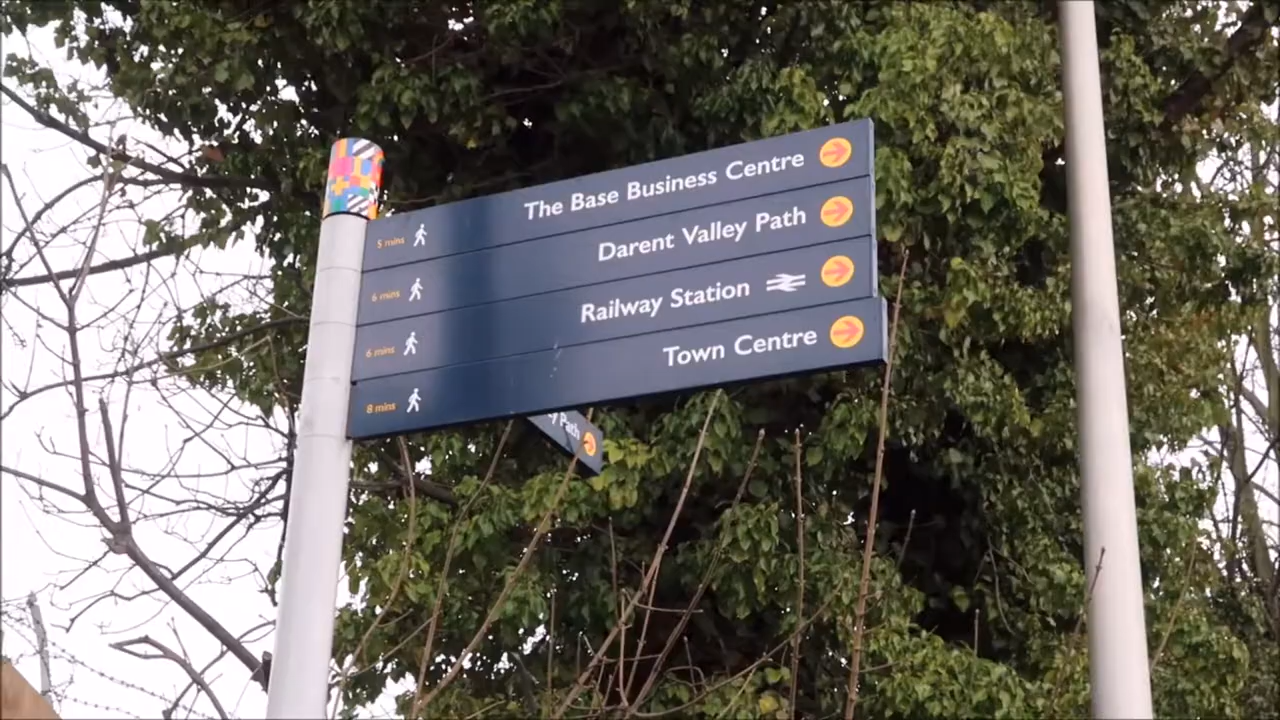 The Base Business Centre
5 mins
Darent Valley Path
6 mins
Railway Station
6 mins
Town Centre
8 mins
Path